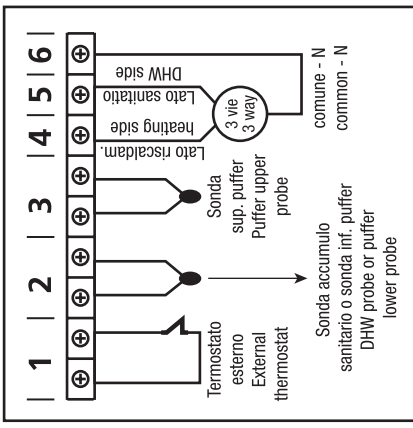 1
2
3
4
5
6
Termostato
esterno
External
thermostat
Sonda accumulo
sanitario o sonda inf. puffer
DHW probe or puffer
lower probe
Sonda
sup. puffer
Puffer upper
probe
Lato riscaldam.
heating side
Lato sanitatio
DHW side
3 vie
3 way
comune - N
common - N